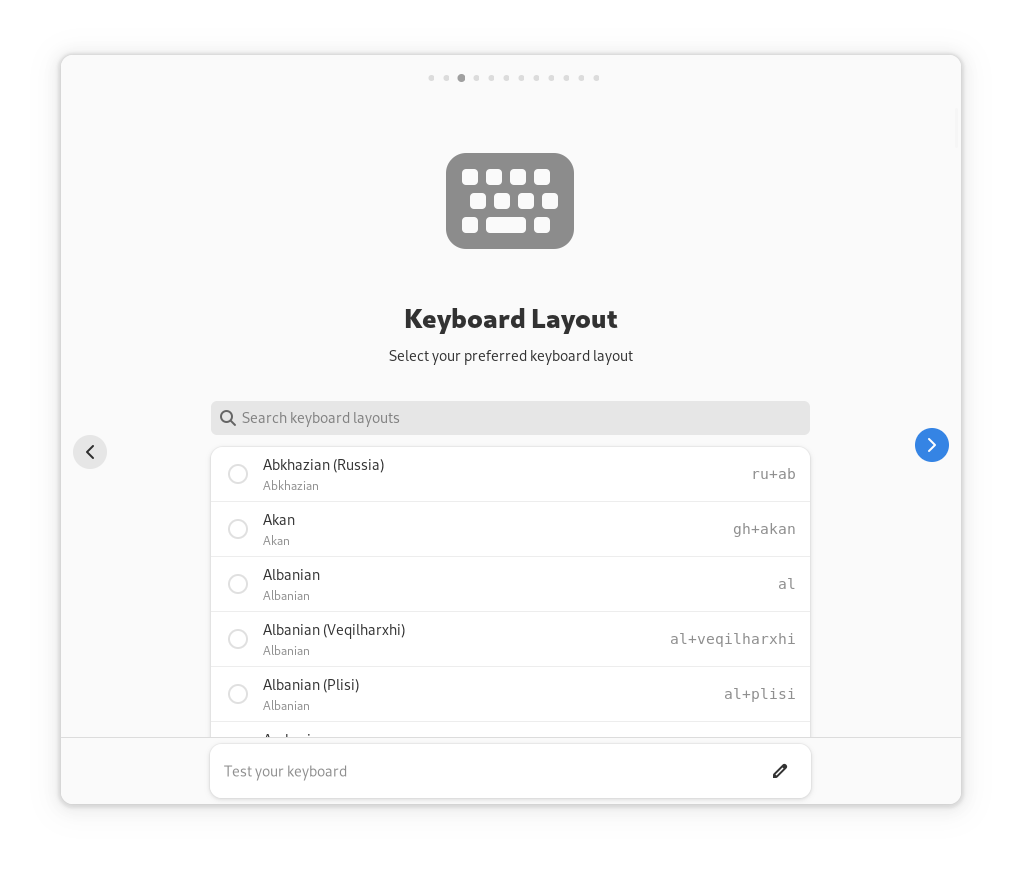 Keyboard Layout
Select your preferred keyboard layout
Search keyboard layouts
Abkhazian (Russia)
Abkhazian
ru+ab
Akan
Akan
gh+akan
Albanian
Albanian
al
Albanian (Veqilharxhi)
Albanian
al+veqilharxhi
Albanian (Plisi)
Albanian
al+plisi
Test your keyboard